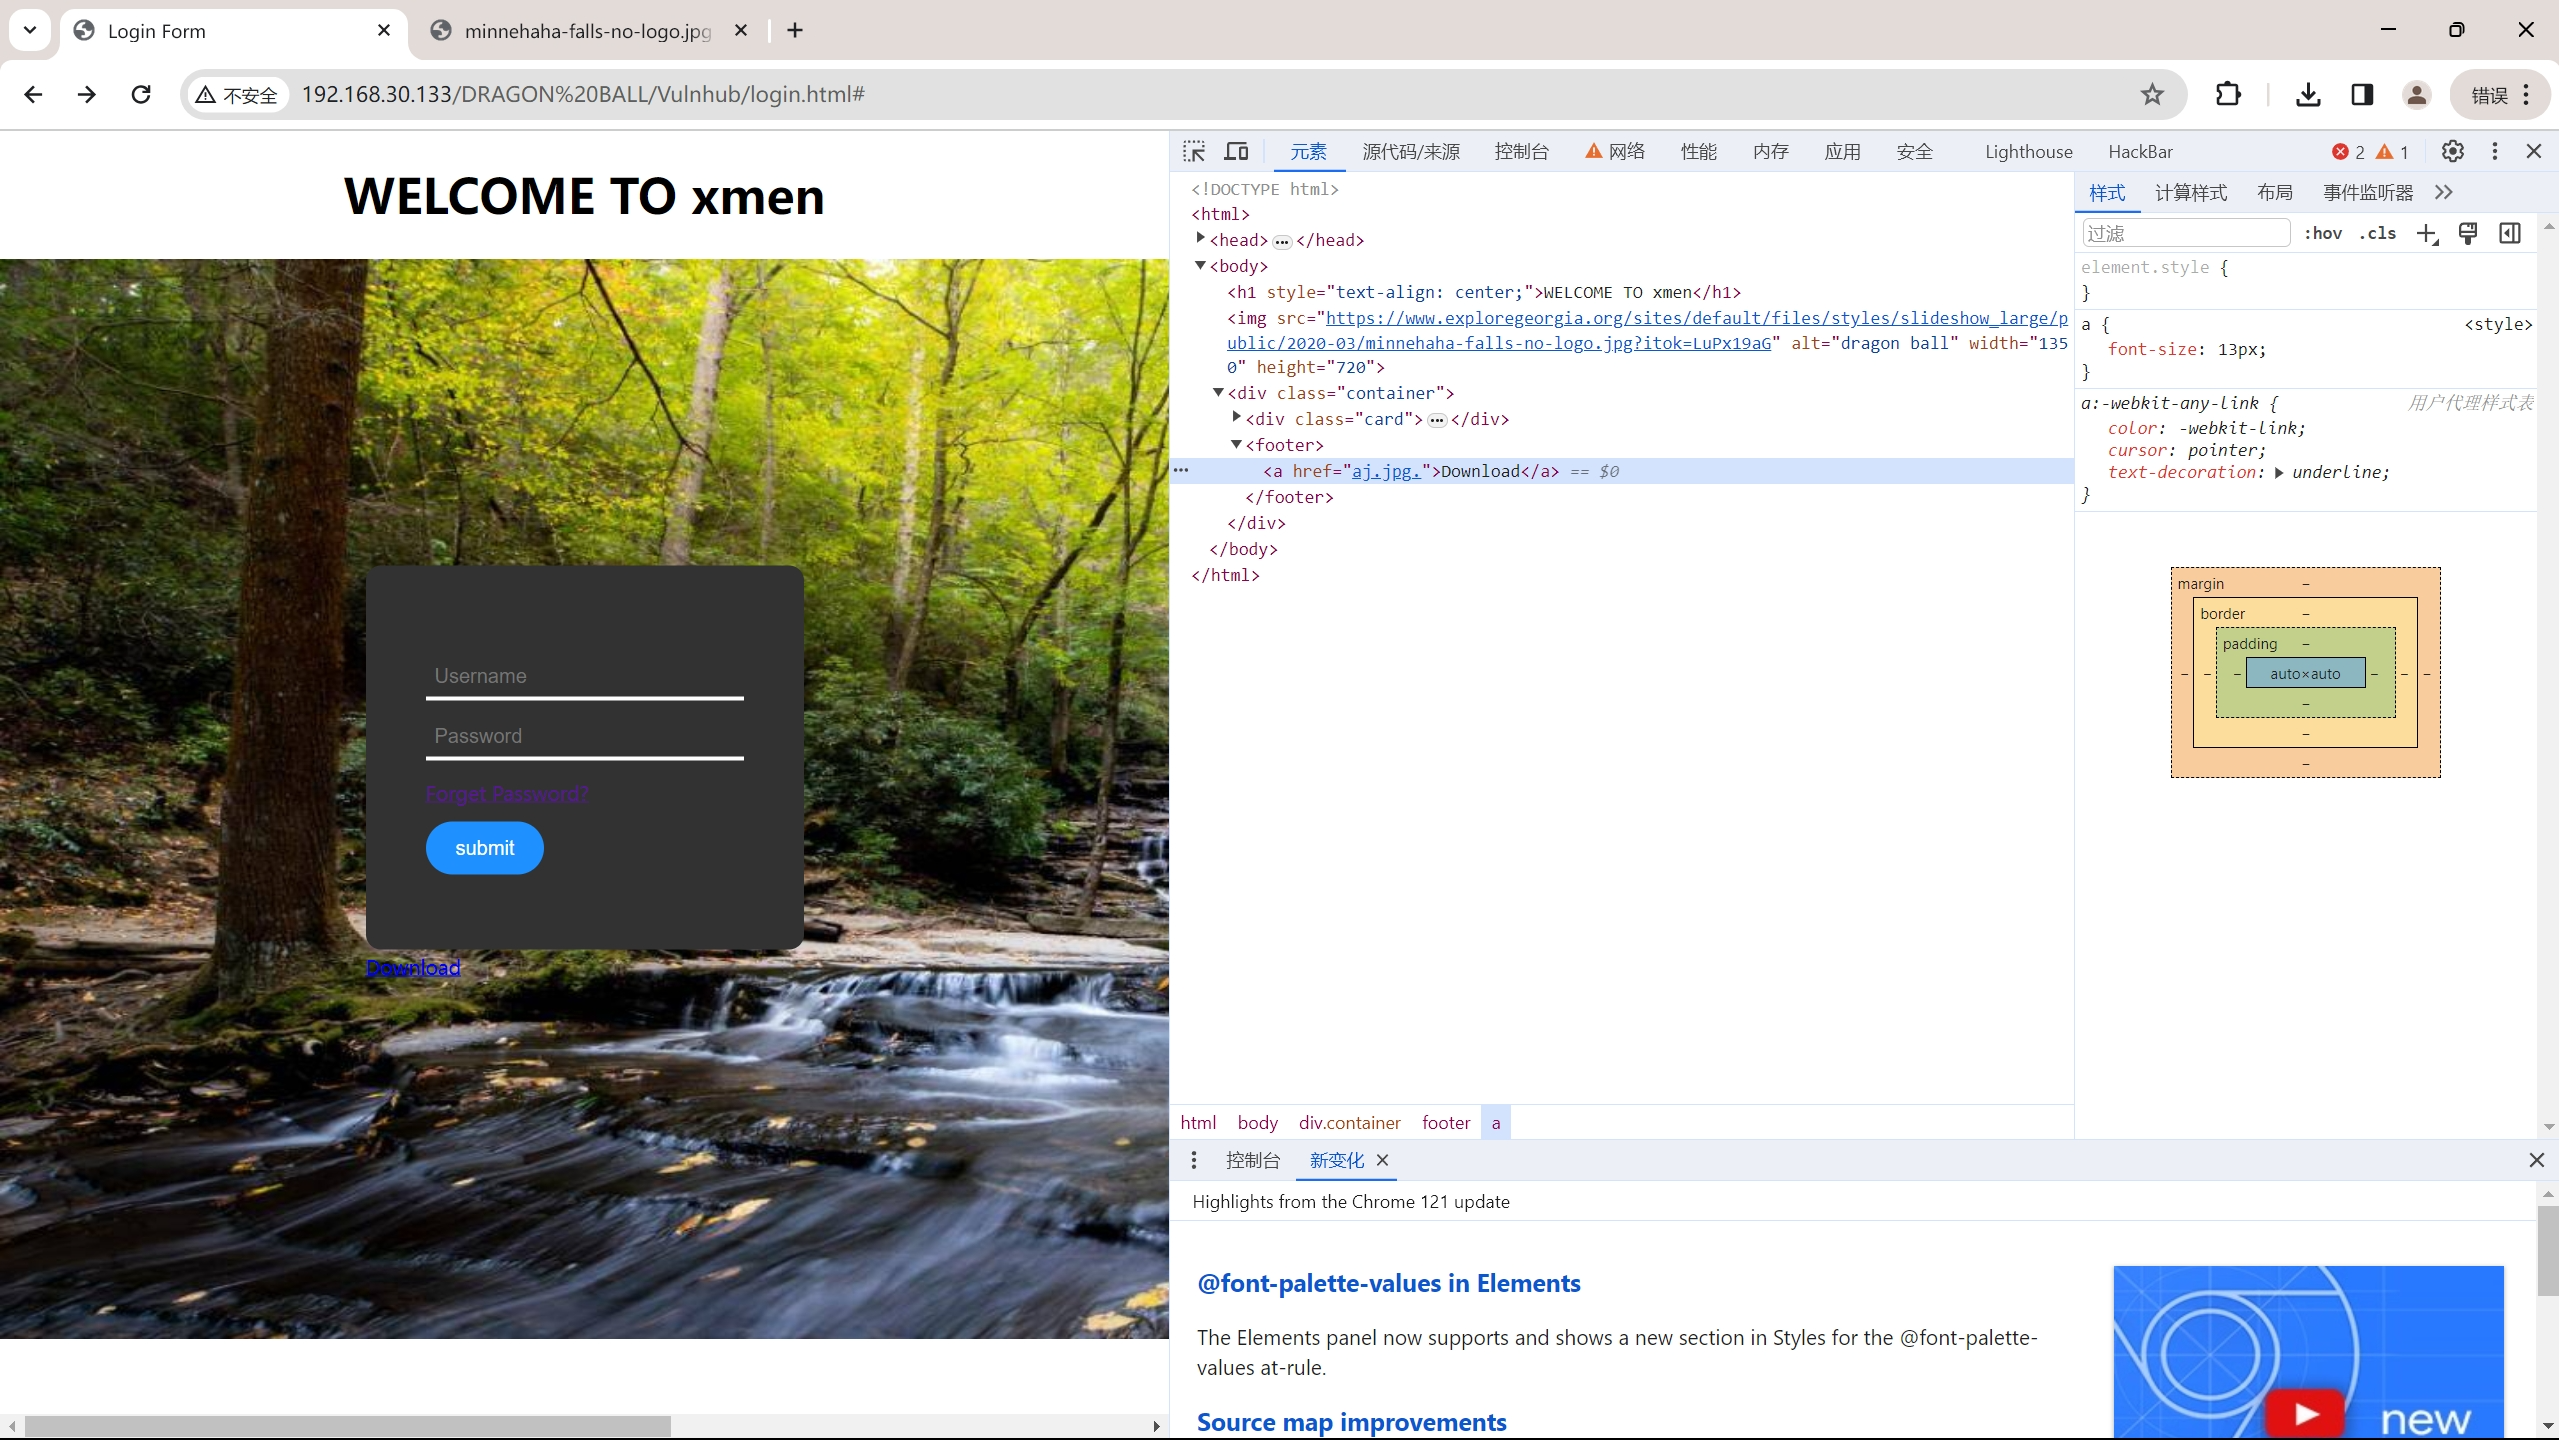 Login Form
minnehaha-falls-no-logo.jpg
不安全
192.168.30.133/DRAGON%20BALL/Vulnhub/login.html#
错误
WELCOME TO xmen
Username
Password
Forget Password?
submit
Download
元素 源代码/来源 控制台 网络 性能 内存 应用 安全 Lighthouse HackBar 2 1
<!DOCTYPE html>
<html>
<head> </head>
<body>
<h1 style="text-align: center;">WELCOME TO xmen</h1>
<img src="https://www.exploregeorgia.org/sites/default/files/styles/slideshow_large/p
ublic/2020-03/minnehaha-falls-no-logo.jpg?itok=LuPx19aG" alt="dragon ball" width="135
0" height="720">
<div class="container">
<div class="card"> </div>
<footer>
<a href="aj.jpg.">Download</a> == $0
</footer>
</div>
</body>
</html>
html body div.container footer a
样式 计算样式 布局 事件监听器
过滤 :hov .cls
element.style {
}
a { <style>
font-size: 13px;
}
a:-webkit-any-link { 用户代理样式表
color: -webkit-link;
cursor: pointer;
text-decoration: underline;
}
margin –
border –
padding –
– – – auto×auto – – –
–
–
–
控制台 新变化
Highlights from the Chrome 121 update
@font-palette-values in Elements
The Elements panel now supports and shows a new section in Styles for the @font-palette-
values at-rule.
Source map improvements
new